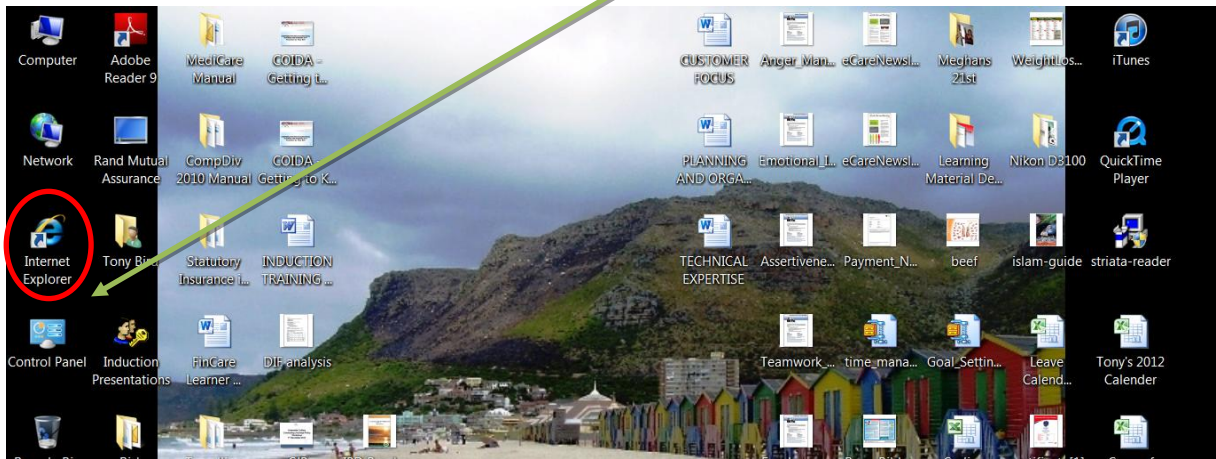 Computer
Adobe
Reader 9
MediCare
Manual
COIDA -
Getting t...
CUSTOMER
FOCUS
Anger_Man...
eCareNewsl...
Meghans
21st
WeightLos...
iTunes
Network
Rand Mutual
Assurance
CompDiv
2010 Manual
COIDA -
Getting to K...
PLANNING
AND ORGA...
Emotional_I...
eCareNewsl...
Learning
Material De...
Nikon D3100
QuickTime
Player
Internet
Explorer
Tony Bird
Statutory
Insurance i...
INDUCTION
TRAINING ...
TECHNICAL
EXPERTISE
Assertivene...
Payment_N...
beef
islam-guide
striata-reader
Control Panel
Induction
Presentations
FinCare
Learner ...
DIF analysis
Teamwork_...
time_mana...
Goal_Settin...
Leave
Calend...
Tony's 2012
Calender